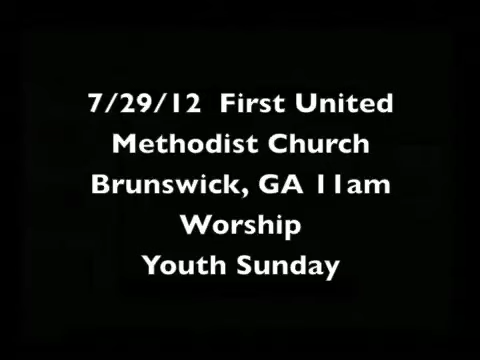 7/29/12  First United
Methodist Church
Brunswick, GA 11am
Worship
Youth Sunday